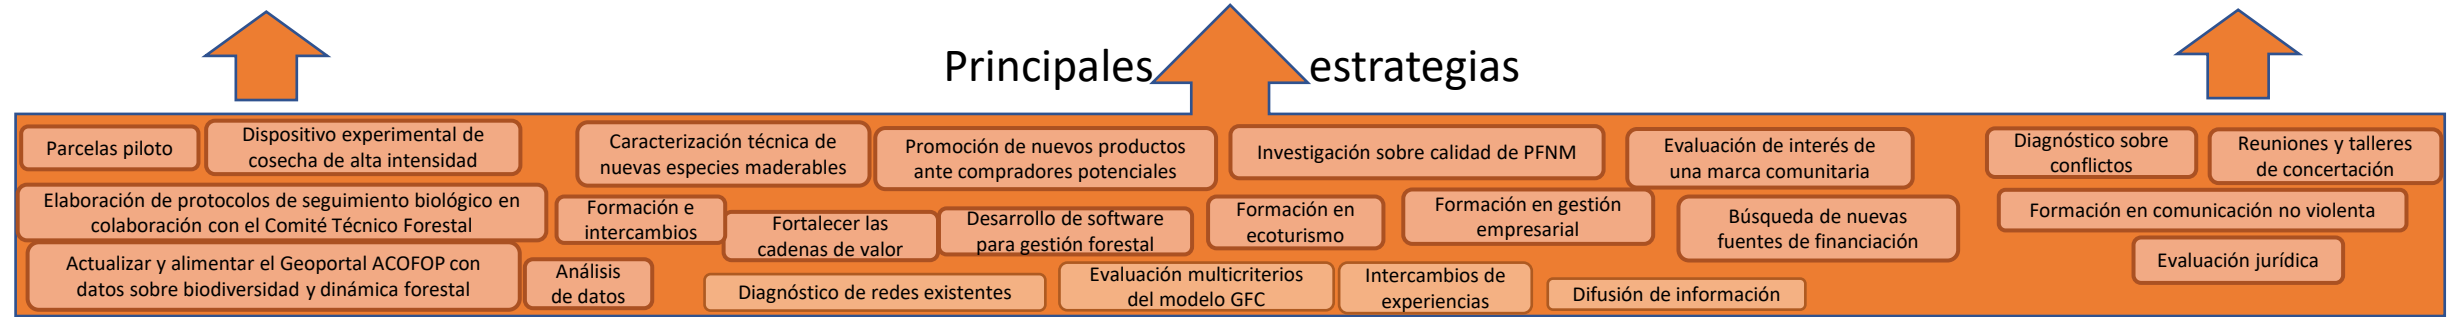 Principales estrategias
Parcelas piloto
Dispositivo experimental de
cosecha de alta intensidad
Caracterización técnica de
nuevas especies maderables
Promoción de nuevos productos
ante compradores potenciales
Investigación sobre calidad de PFNM
Evaluación de interés de
una marca comunitaria
Diagnóstico sobre
conflictos
Reuniones y talleres
de concertación
Elaboración de protocolos de seguimiento biológico en
colaboración con el Comité Técnico Forestal
Formación e
intercambios
Fortalecer las
cadenas de valor
Desarrollo de software
para gestión forestal
Formación en
ecoturismo
Formación en gestión
empresarial
Búsqueda de nuevas
fuentes de financiación
Formación en comunicación no violenta
Actualizar y alimentar el Geoportal ACOFOP con
datos sobre biodiversidad y dinámica forestal
Análisis
de datos
Diagnóstico de redes existentes
Evaluación multicriterios
del modelo GFC
Intercambios de
experiencias
Difusión de información
Evaluación jurídica